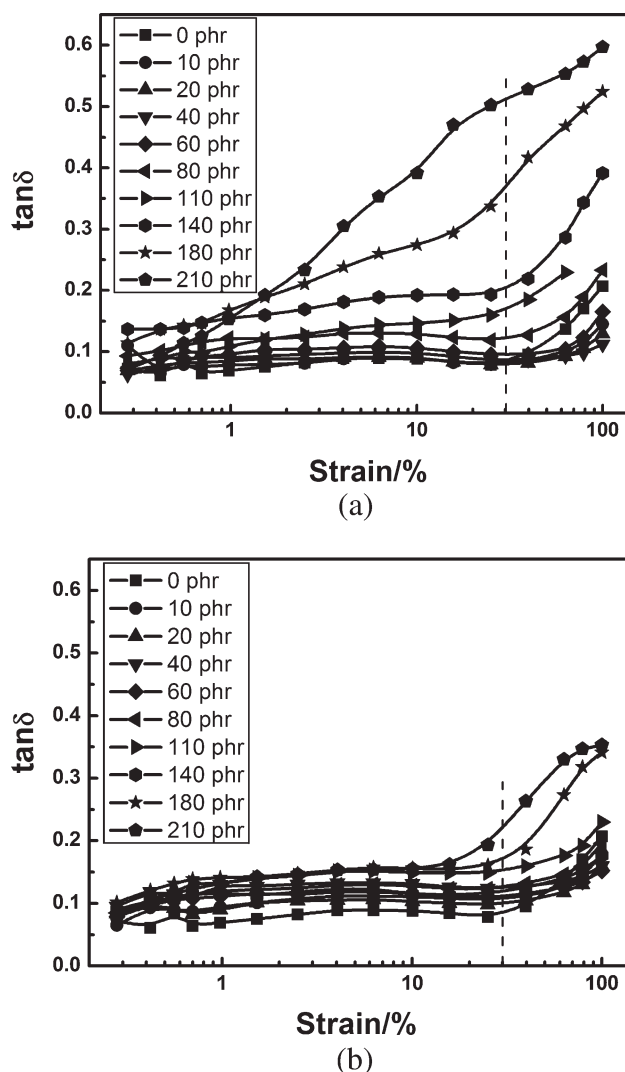 0.6
0.5
0.4
0.3
0.2
0.1
0.0
tanδ
0 phr
10 phr
20 phr
40 phr
60 phr
80 phr
110 phr
140 phr
180 phr
210 phr
1 10 100
Strain/%
(a)
0.6
0.5
0.4
0.3
0.2
0.1
0.0
tanδ
0 phr
10 phr
20 phr
40 phr
60 phr
80 phr
110 phr
140 phr
180 phr
210 phr
1 10 100
Strain/%
(b)